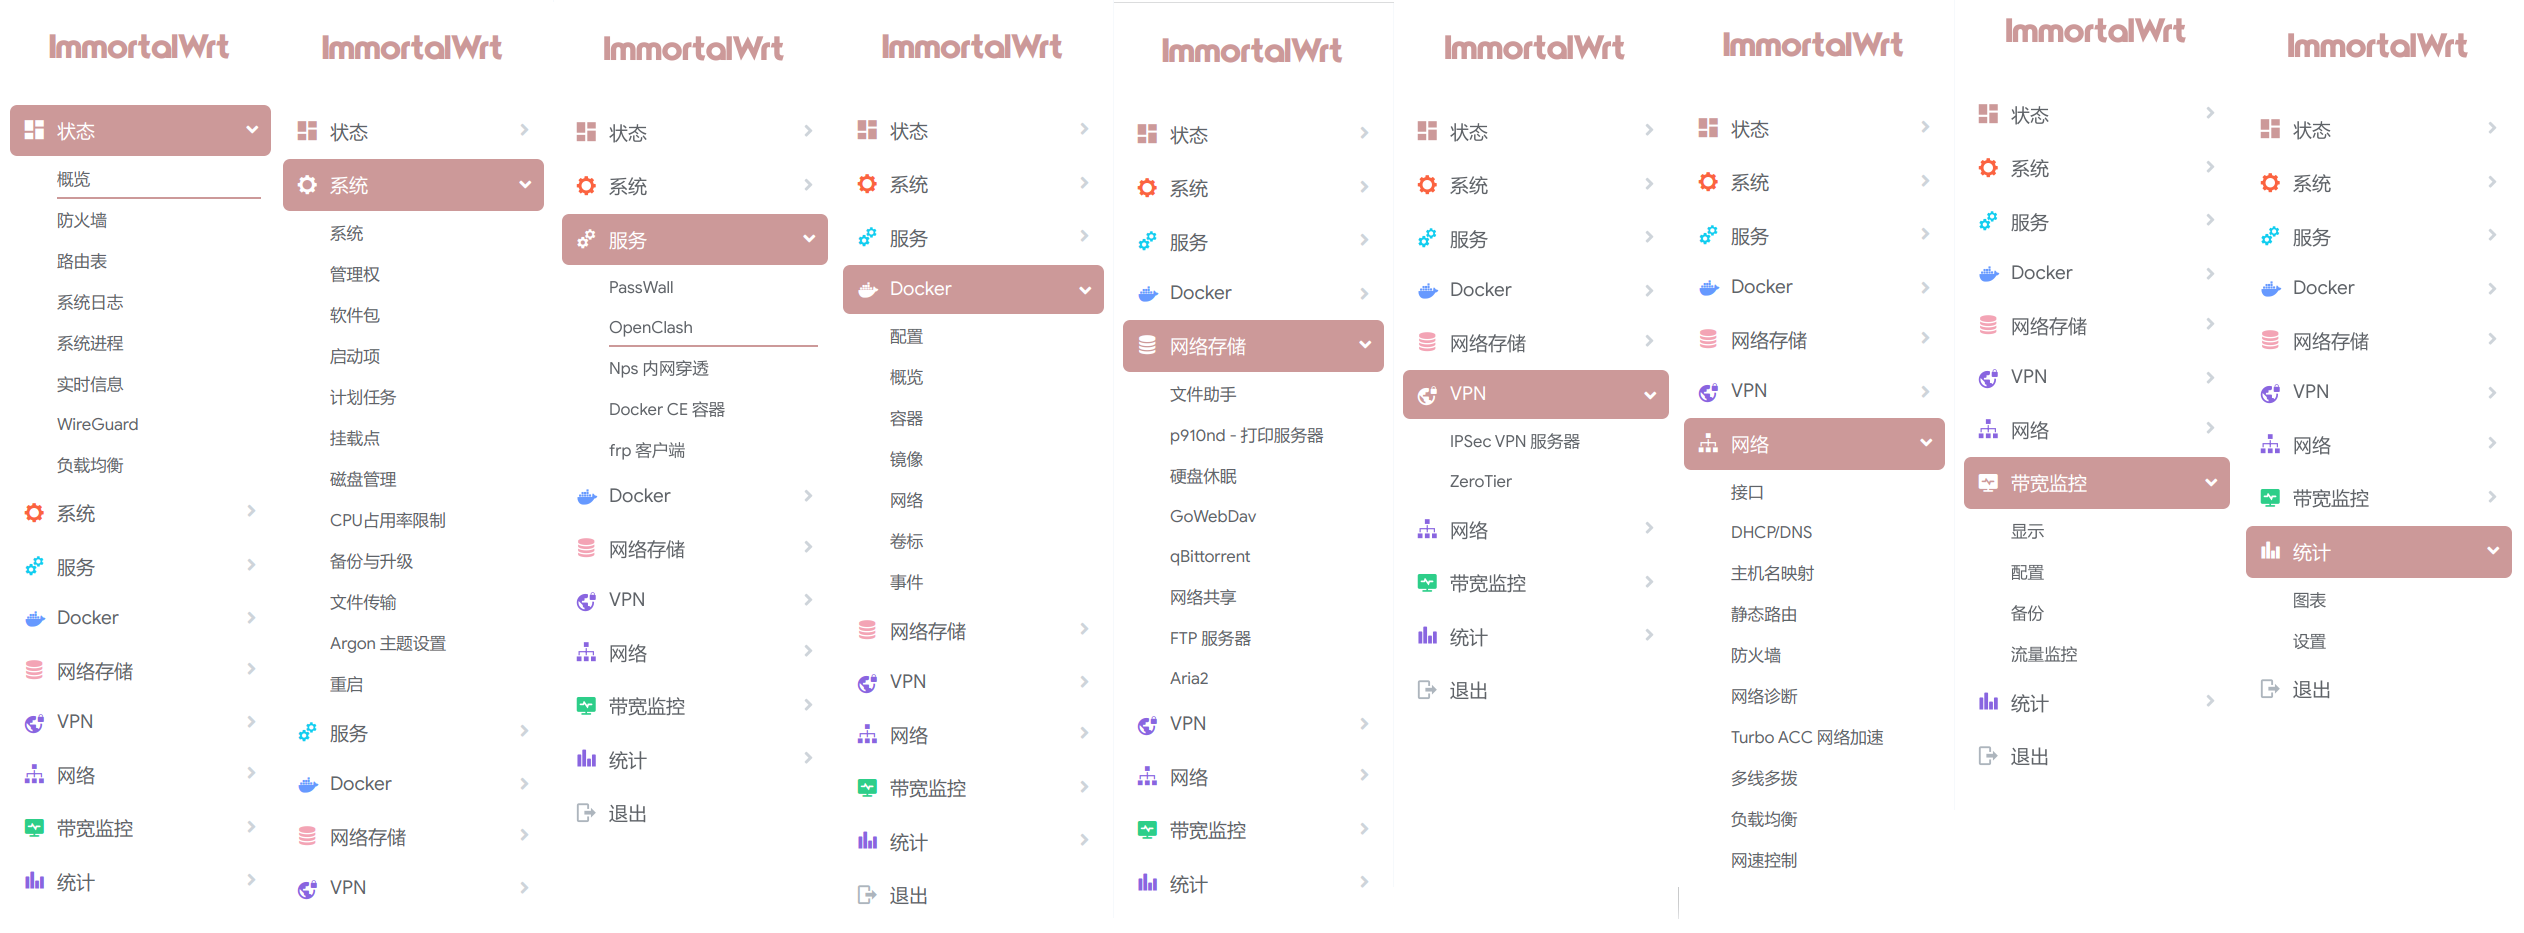 ImmortalWrt
状态
概览
防火墙
路由表
系统日志
系统进程
实时信息
WireGuard
负载均衡
系统
服务
Docker
网络存储
VPN
网络
带宽监控
统计
ImmortalWrt
状态
系统
系统
管理权
软件包
启动项
计划任务
挂载点
磁盘管理
CPU占用率限制
备份与升级
文件传输
Argon 主题设置
重启
服务
Docker
网络存储
VPN
ImmortalWrt
状态
系统
服务
PassWall
OpenClash
Nps 内网穿透
Docker CE 容器
frp 客户端
Docker
网络存储
VPN
网络
带宽监控
统计
退出
ImmortalWrt
状态
系统
服务
Docker
配置
概览
容器
镜像
网络
卷标
事件
网络存储
VPN
网络
带宽监控
统计
退出
ImmortalWrt
状态
系统
服务
Docker
网络存储
文件助手
p910nd - 打印服务器
硬盘休眠
GoWebDav
qBittorrent
网络共享
FTP 服务器
Aria2
VPN
网络
带宽监控
统计
ImmortalWrt
状态
系统
服务
Docker
网络存储
VPN
IPSec VPN 服务器
ZeroTier
网络
带宽监控
统计
退出
ImmortalWrt
状态
系统
服务
Docker
网络存储
VPN
网络
接口
DHCP/DNS
主机名映射
静态路由
防火墙
网络诊断
Turbo ACC 网络加速
多线多拨
负载均衡
网速控制
ImmortalWrt
状态
系统
服务
Docker
网络存储
VPN
网络
带宽监控
显示
配置
备份
流量监控
统计
退出
ImmortalWrt
状态
系统
服务
Docker
网络存储
VPN
网络
带宽监控
统计
图表
设置
退出